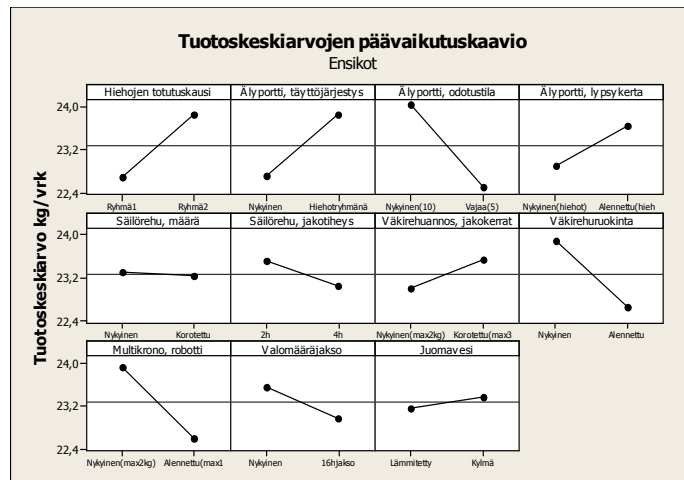 Tuotoskeskiarvojen päävaikutuskaavio
Ensikot
Tuotoskeskiarvo kg/vrk
Hiehojen totutuskausi Älyportti, täyttöjärjestys Älyportti, odotustila Älyportti, lypsykerta
24,0
23,2
22,4
Ryhmä1 Ryhmä2 Nykyinen Hiehotryhmänä Nykyinen(10) Vajaa(5) Nykyinen(hiehot) Alennettu(hieh
Säilörehu, määrä Säilörehu, jakotiheys Väkirehuannos, jakokerrat Väkirehuruokinta
24,0
23,2
22,4
Nykyinen Korotettu 2h 4h Nykyinen(max2kg) Korotettu(max3 Nykyinen Alennettu
Multikrono, robotti Valomääräjakso Juomavesi
24,0
23,2
22,4
Nykyinen(max2kg) Alennettu(max1 Nykyinen 16hjakso Lämmitetty Kylmä